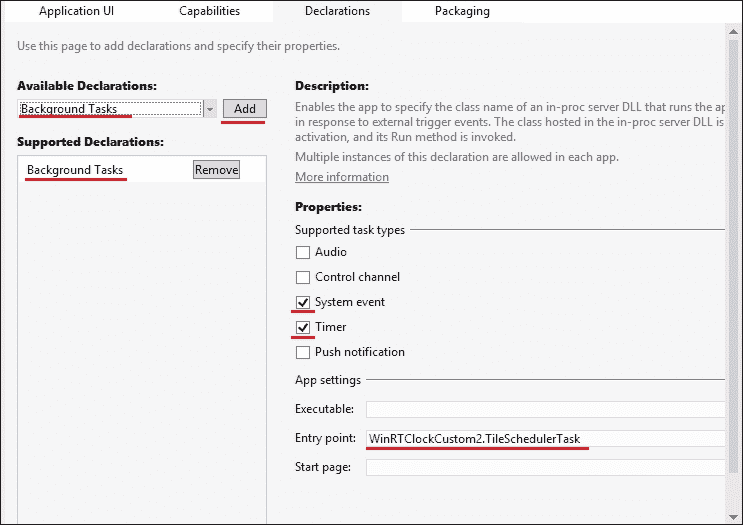 Application UI Capabilities Declarations Packaging
Use this page to add declarations and specify their properties.
Available Declarations:
Background Tasks Add
Supported Declarations:
Background Tasks Remove
Description:
Enables the app to specify the class name of an in-proc server DLL that runs the ap
in response to external trigger events. The class hosted in the in-proc server DLL is
activation, and its Run method is invoked.
Multiple instances of this declaration are allowed in each app.
More information
Properties:
Supported task types
Audio
Control channel
System event
Timer
Push notification
App settings
Executable:
Entry point: WinRTClockCustom2.TileSchedulerTask
Start page: